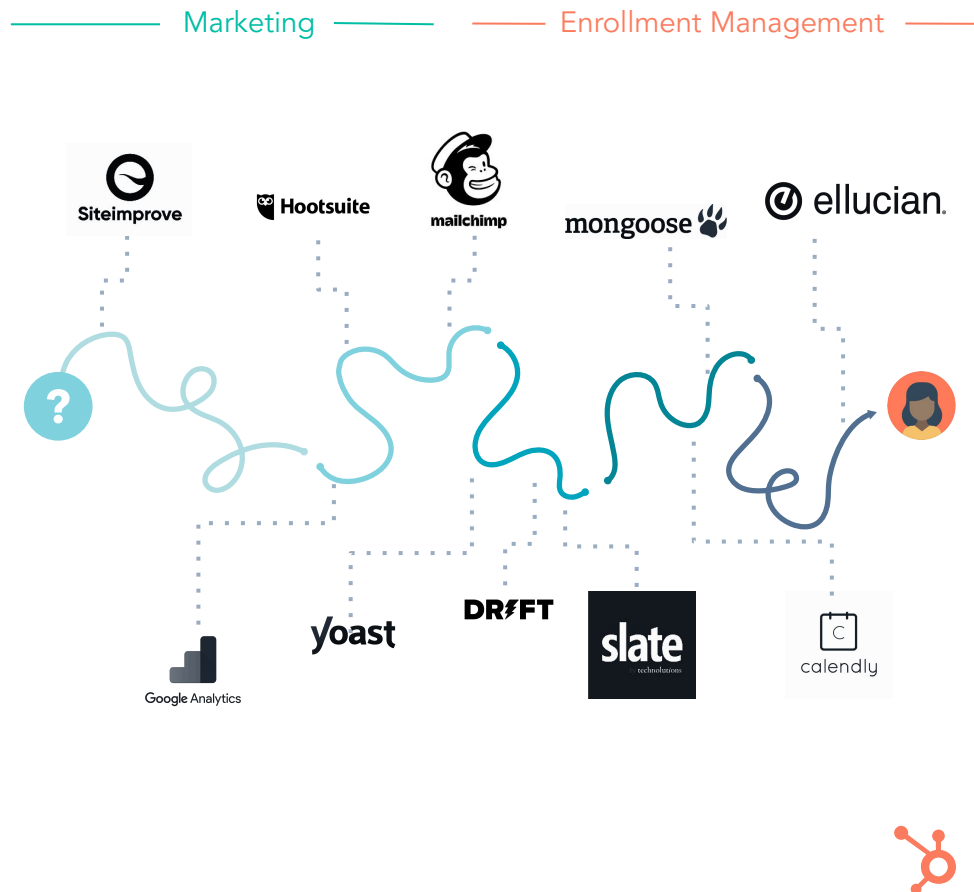 Marketing
Enrollment Management
Siteimprove
Hootsuite
mailchimp
mongoose
ellucian.
?
Google Analytics
yoast
DRIFT
slate
technolutions
C
calendly